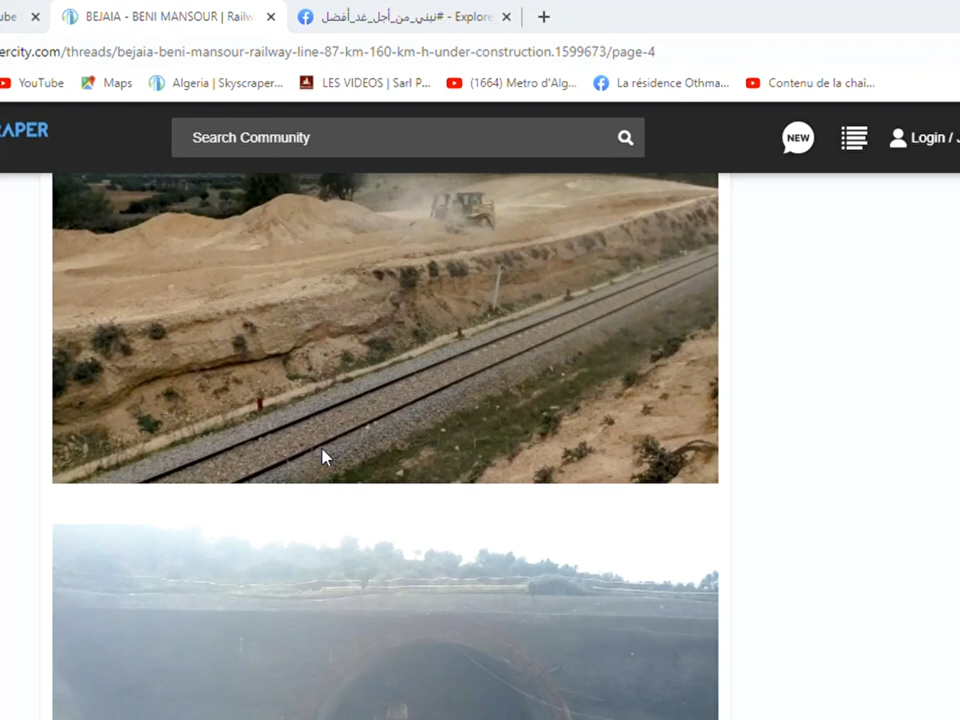 ube
BEJAIA - BENI MANSOUR | Railw
#نبني_من_أجل_غد_أفضل - Explore
ercity.com/threads/bejaia-beni-mansour-railway-line-87-km-160-km-h-under-construction.1599673/page-4
YouTube
Maps
Algeria | Skyscraper...
LES VIDEOS | Sarl P...
(1664) Metro d'Alg...
La résidence Othma...
Contenu de la chai...
RAPER
Search Community
NEW
Login / J